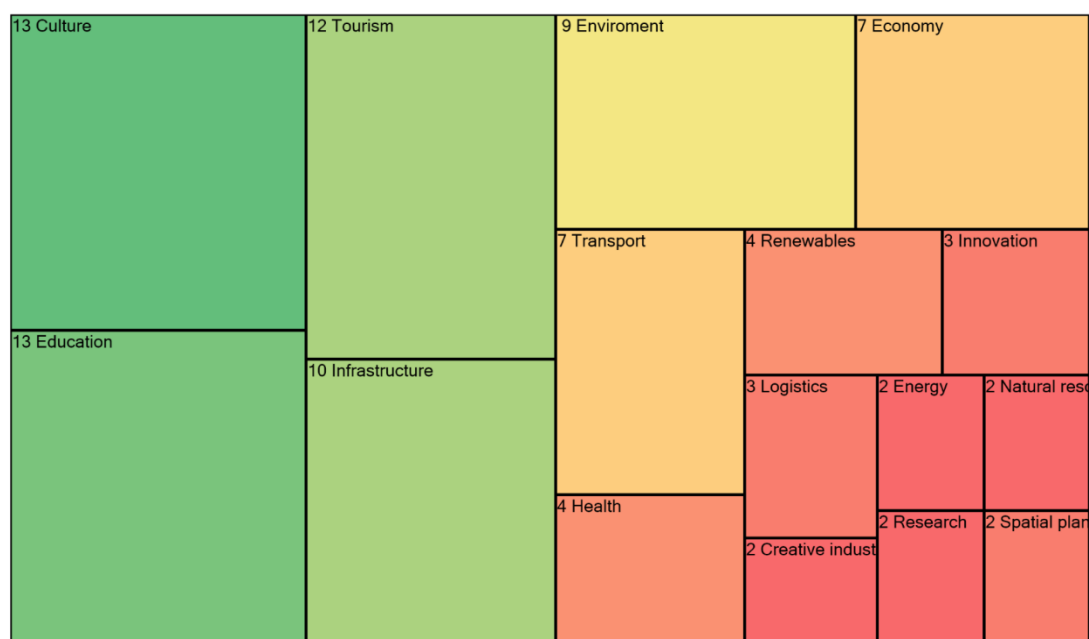 13 Culture
12 Tourism
9 Enviroment
7 Economy
7 Transport
4 Renewables
3 Innovation
13 Education
10 Infrastructure
3 Logistics
2 Energy
2 Natural reso
4 Health
2 Creative indust
2 Research
2 Spatial plan